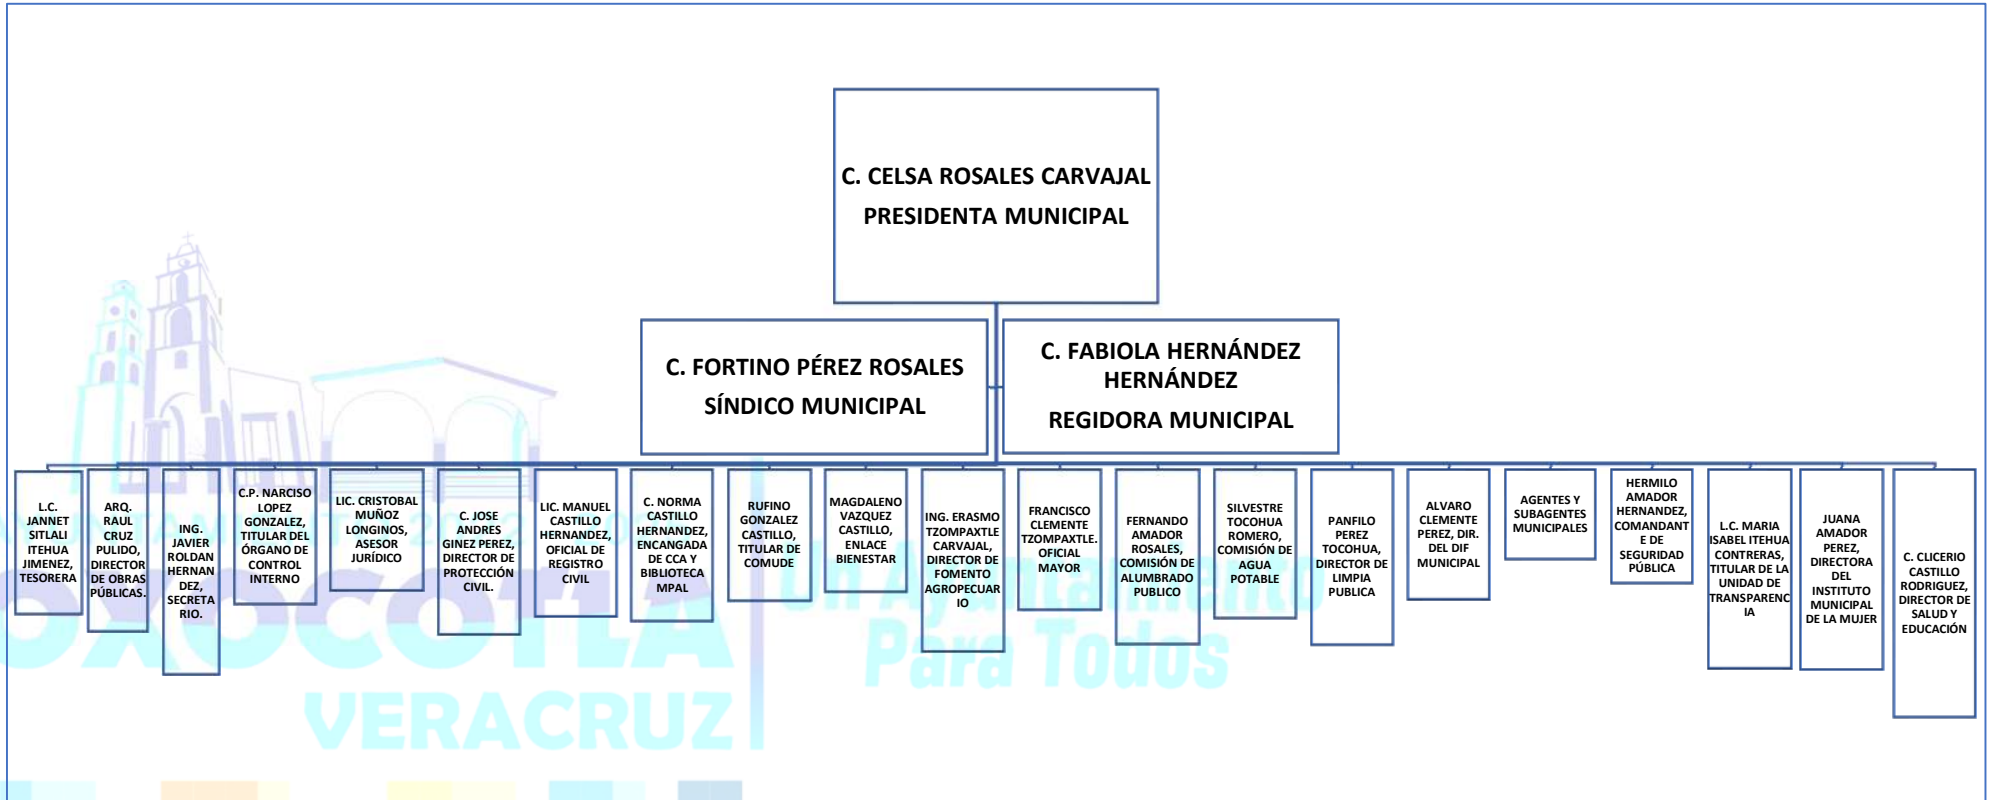 C. CELSA ROSALES CARVAJAL
PRESIDENTA MUNICIPAL
C. FORTINO PÉREZ ROSALES
SÍNDICO MUNICIPAL
C. FABIOLA HERNÁNDEZ
HERNÁNDEZ
REGIDORA MUNICIPAL
L.C.
JANNET
SITLALI
ITEHUA
JIMENEZ,
TESORERA
ARQ.
RAUL
CRUZ
PULIDO,
DIRECTOR
DE OBRAS
PÚBLICAS.
ING.
JAVIER
ROLDAN
HERNAN
DEZ,
SECRETA
RIO.
C.P. NARCISO
LOPEZ
GONZALEZ,
TITULAR DEL
ÓRGANO DE
CONTROL
INTERNO
LIC. CRISTOBAL
MUÑOZ
LONGINOS,
ASESOR
JURÍDICO
C. JOSE
ANDRES
GINEZ PEREZ,
DIRECTOR DE
PROTECCIÓN
CIVIL.
LIC. MANUEL
CASTILLO
HERNANDEZ,
OFICIAL DE
REGISTRO
CIVIL
C. NORMA
CASTILLO
HERNANDEZ,
ENCANGADA
DE CCA Y
BIBLIOTECA
MPAL
RUFINO
GONZALEZ
CASTILLO,
TITULAR DE
COMUDE
MAGDALENO
VAZQUEZ
CASTILLO,
ENLACE
BIENESTAR
ING. ERASMO
TZOMPAXTLE
CARVAJAL,
DIRECTOR DE
FOMENTO
AGROPECUAR
IO
FRANCISCO
CLEMENTE
TZOMPAXTLE.
OFICIAL
MAYOR
FERNANDO
AMADOR
ROSALES,
COMISIÓN DE
ALUMBRADO
PUBLICO
SILVESTRE
TOCOHUA
ROMERO,
COMISIÓN DE
AGUA
POTABLE
PANFILO
PEREZ
TOCOHUA,
DIRECTOR DE
LIMPIA
PUBLICA
ALVARO
CLEMENTE
PEREZ, DIR.
DEL DIF
MUNICIPAL
AGENTES Y
SUBAGENTES
MUNICIPALES
HERMILO
AMADOR
HERNANDEZ,
COMANDANT
E DE
SEGURIDAD
PÚBLICA
L.C. MARIA
ISABEL ITEHUA
CONTRERAS,
TITULAR DE LA
UNIDAD DE
TRANSPARENC
IA
JUANA
AMADOR
PEREZ,
DIRECTORA
DEL
INSTITUTO
MUNICIPAL
DE LA MUJER
C. CLICERIO
CASTILLO
RODRIGUEZ,
DIRECTOR DE
SALUD Y
EDUCACIÓN
OXOCOTLA
VERACRUZ
Un Ayuntamiento
Para Todos